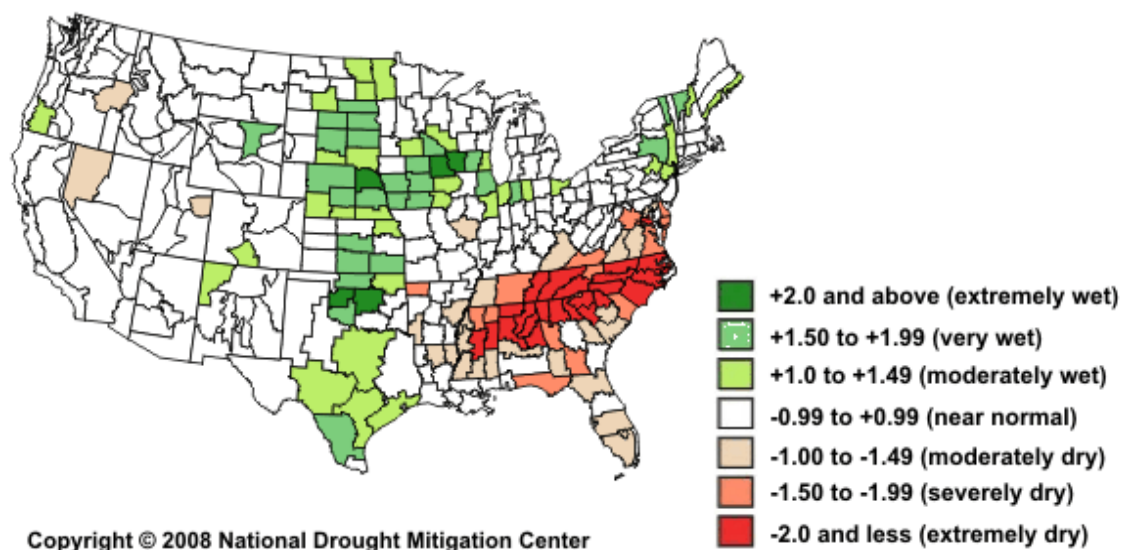 +2.0 and above (extremely wet)
+1.50 to +1.99 (very wet)
+1.0 to +1.49 (moderately wet)
-0.99 to +0.99 (near normal)
-1.00 to -1.49 (moderately dry)
-1.50 to -1.99 (severely dry)
-2.0 and less (extremely dry)
Copyright © 2008 National Drought Mitigation Center